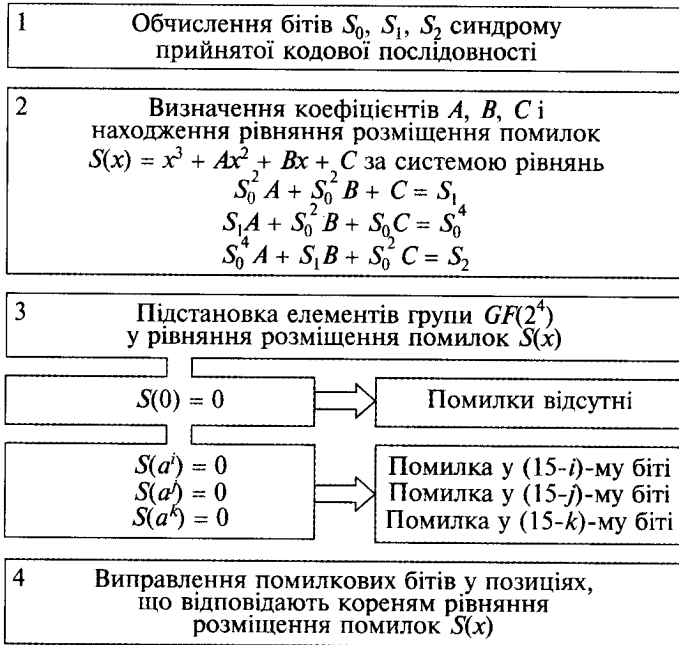 1 Обчислення бітів S₀, S₁, S₂ синдрому
прийнятої кодової послідовності
2 Визначення коефіцієнтів A, B, C і
находження рівняння розміщення помилок
S(x) = x³ + Ax² + Bx + C за системою рівнянь
S₀²A + S₀²B + C = S₁
S₁A + S₀²B + S₀C = S₀⁴
S₀⁴A + S₁B + S₀²C = S₂
3 Підстановка елементів групи GF(2⁴)
у рівняння розміщення помилок S(x)
S(0) = 0
Помилки відсутні
S(aⁱ) = 0
S(aʲ) = 0
S(aᵏ) = 0
Помилка у (15-i)-му біті
Помилка у (15-j)-му біті
Помилка у (15-k)-му біті
4 Виправлення помилкових бітів у позиціях,
що відповідають кореням рівняння
розміщення помилок S(x)